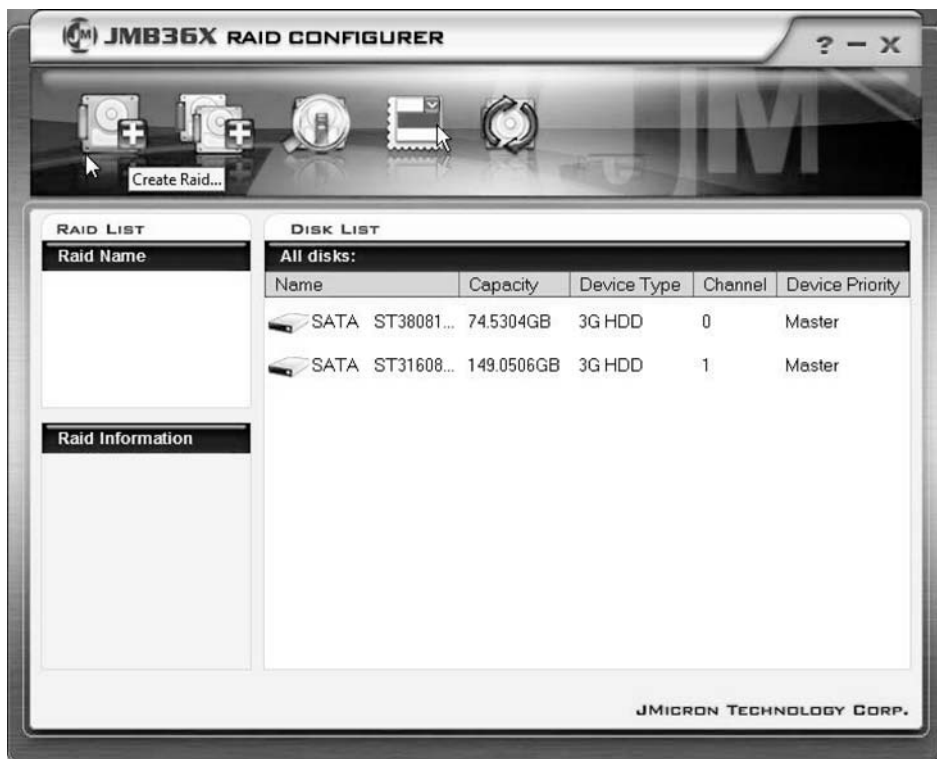 JM JMB36X RAID CONFIGURER
? – X
JM
Create Raid...
RAID LIST
Raid Name
Raid Information
DISK LIST
All disks:
Name Capacity Device Type Channel Device Priority
SATA ST38081... 74.5304GB 3G HDD 0 Master
SATA ST31608... 149.0506GB 3G HDD 1 Master
JMICRON TECHNOLOGY CORP.